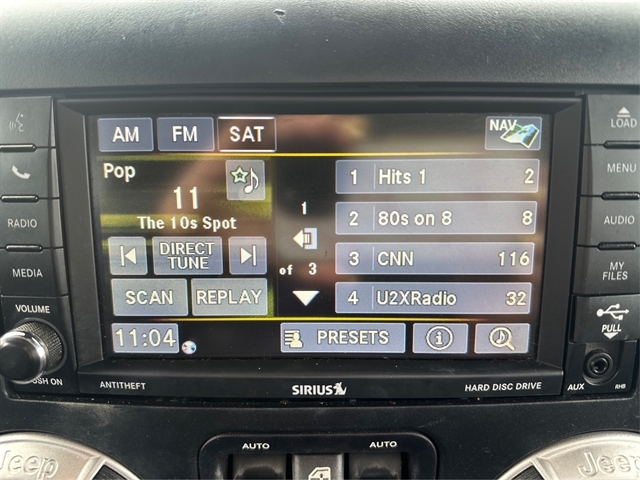 AM FM SAT NAV
Pop
11
The 10s Spot
DIRECT
TUNE
SCAN REPLAY
11:04
1
of 3
1 Hits 1 2
2 80s on 8 8
3 CNN 116
4 U2XRadio 32
PRESETS
RADIO
MEDIA
VOLUME
PUSH ON
LOAD
MENU
AUDIO
MY
FILES
PULL
AUX
RHB
ANTITHEFT SIRIUS HARD DISC DRIVE
AUTO AUTO
Jeep Jeep